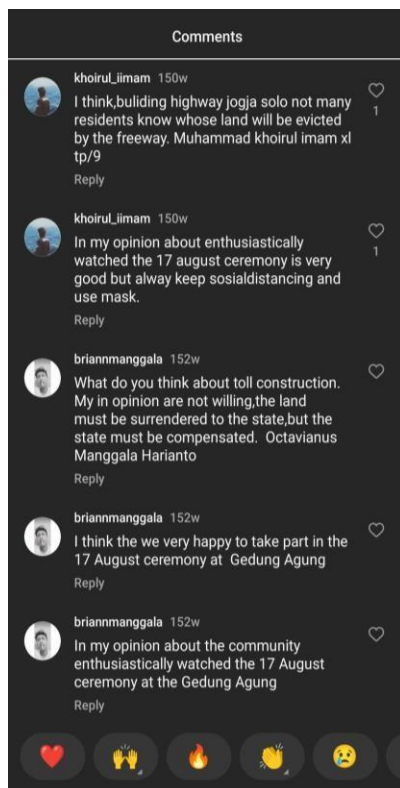 Comments
khoirul_iimam 150w
I think,buliding highway jogja solo not many
residents know whose land will be evicted
by the freeway. Muhammad khoirul imam xl
tp/9
1
Reply
khoirul_iimam 150w
In my opinion about enthusiastically
watched the 17 august ceremony is very
good but alway keep sosialdistancing and
use mask.
1
Reply
briannmanggala 152w
What do you think about toll construction.
My in opinion are not willing,the land
must be surrendered to the state,but the
state must be compensated. Octavianus
Manggala Harianto
Reply
briannmanggala 152w
I think the we very happy to take part in the
17 August ceremony at Gedung Agung
Reply
briannmanggala 152w
In my opinion about the community
enthusiastically watched the 17 August
ceremony at the Gedung Agung
Reply